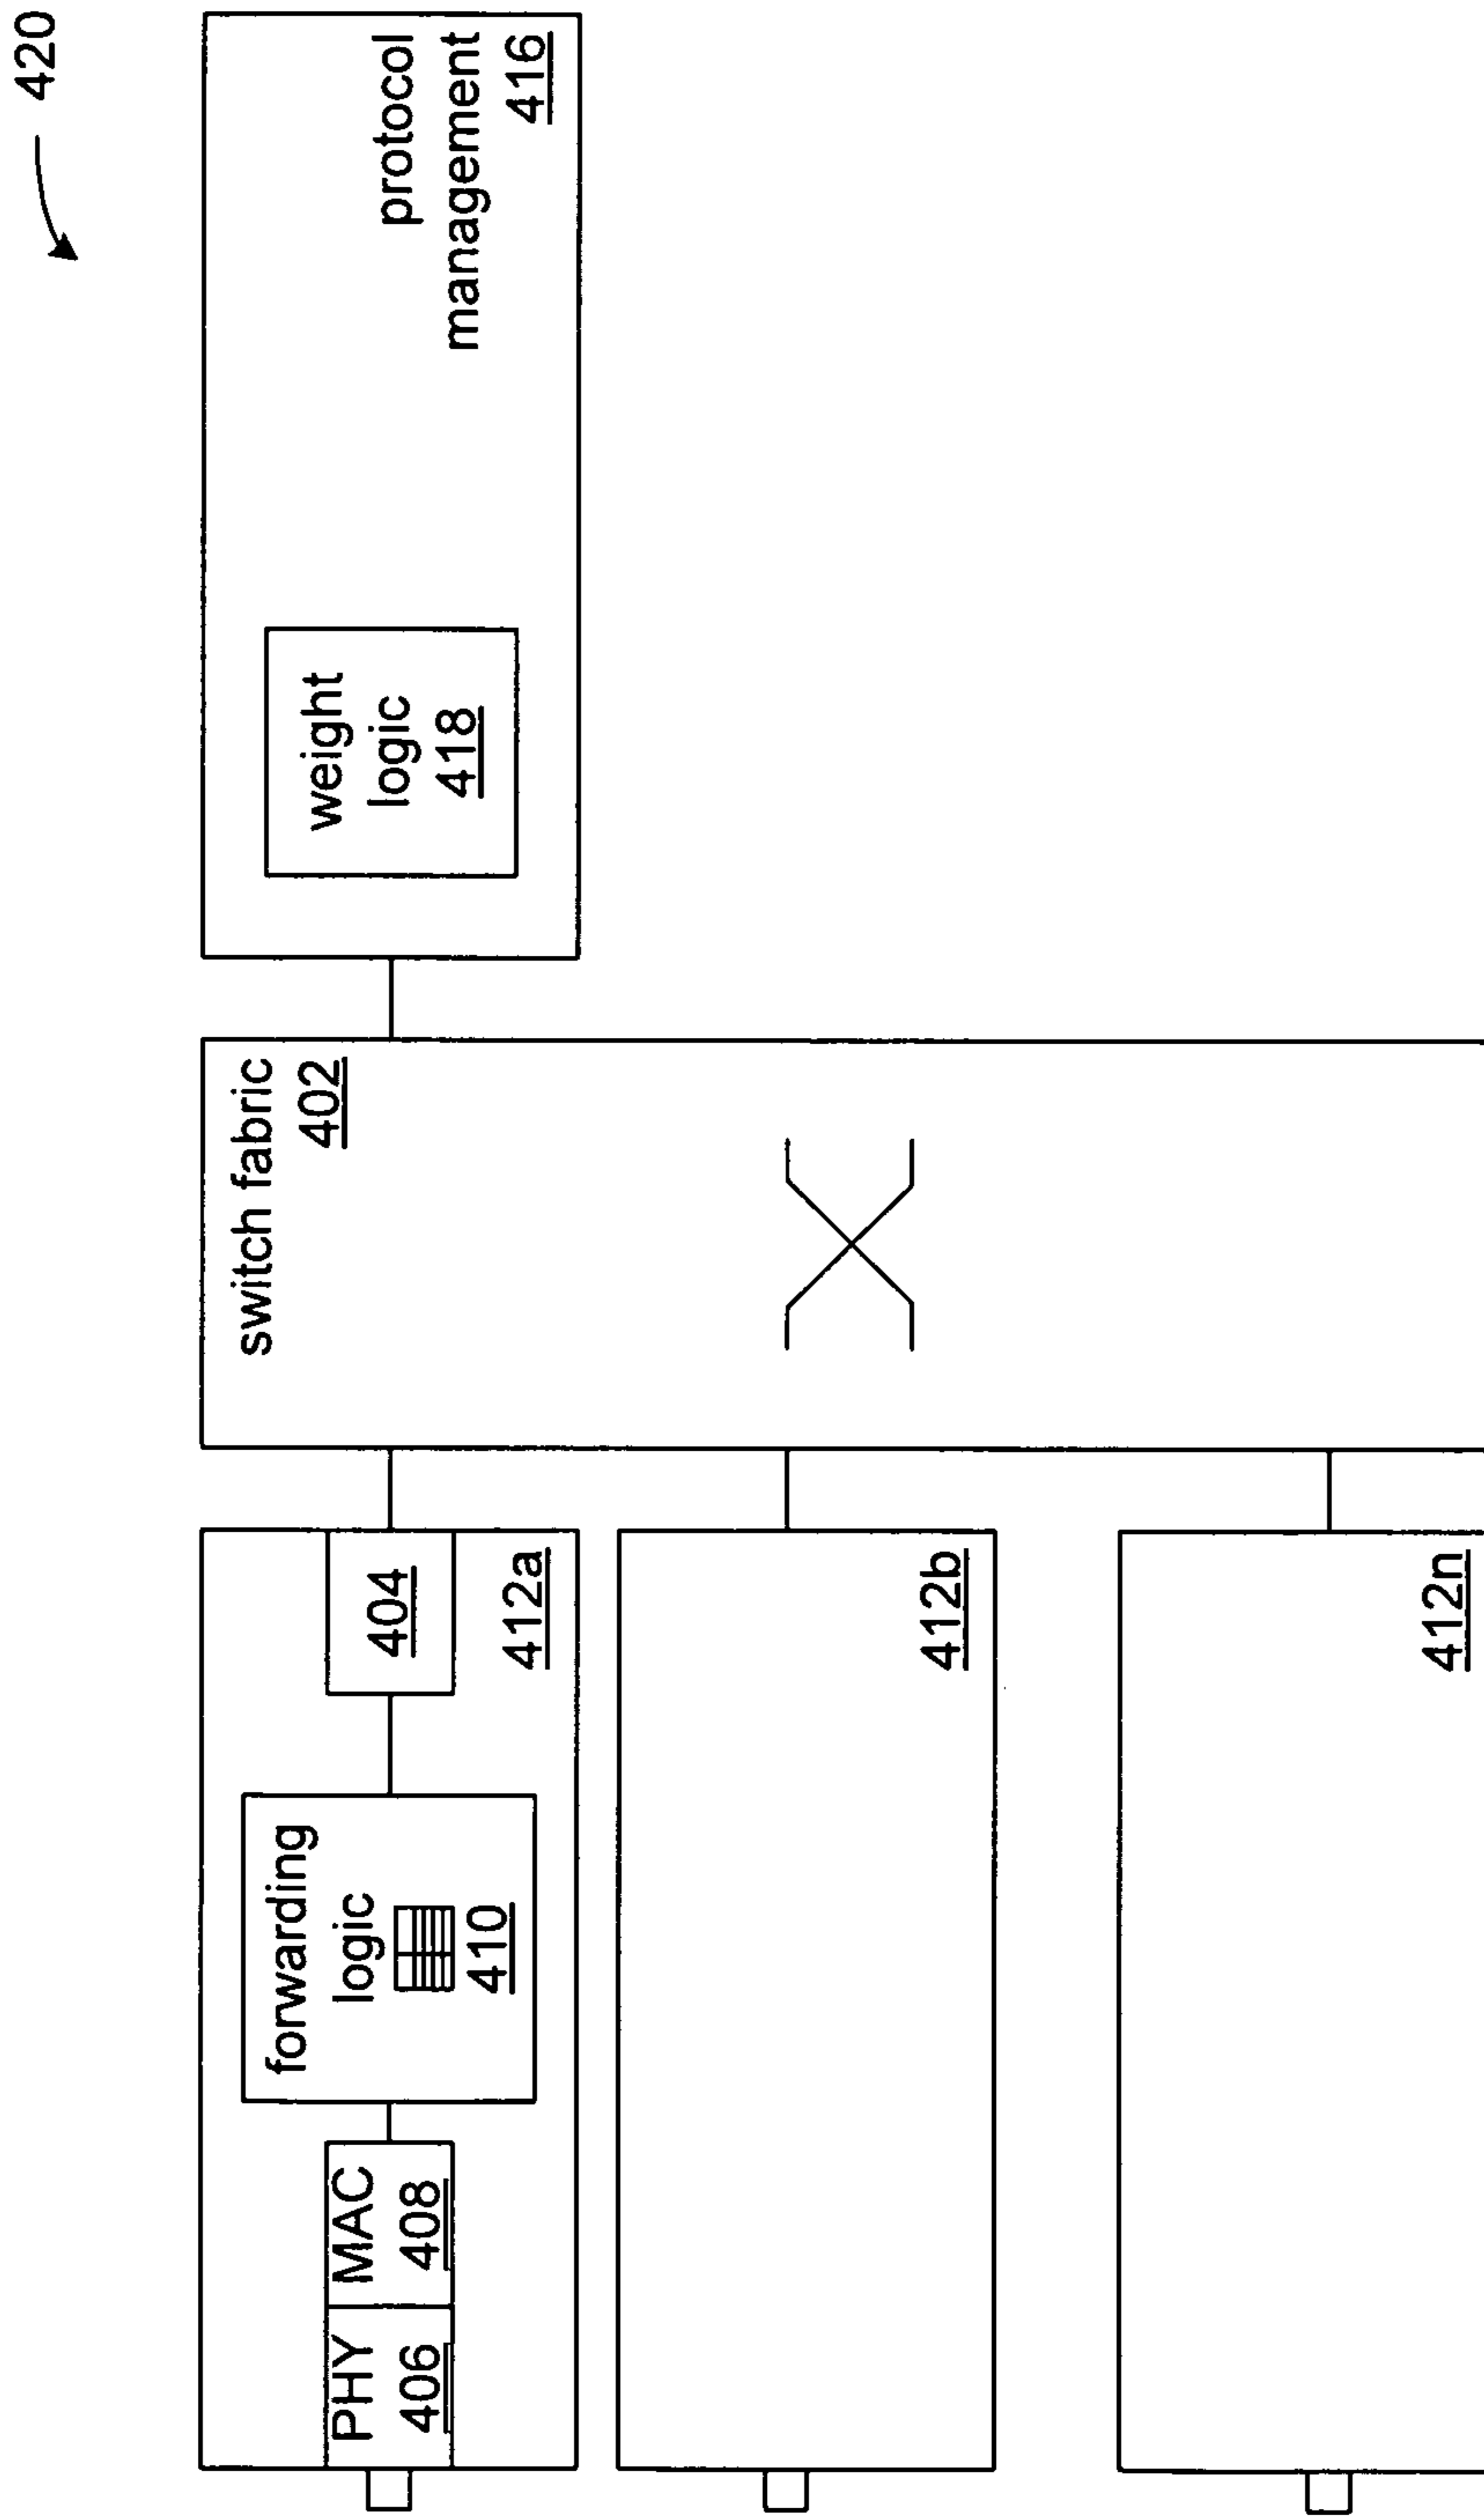 420
PHY
406
MAC
408
forwarding
logic
410
404
412a
switch fabric
402
weight
logic
418
protocol
management
416
412b
412n